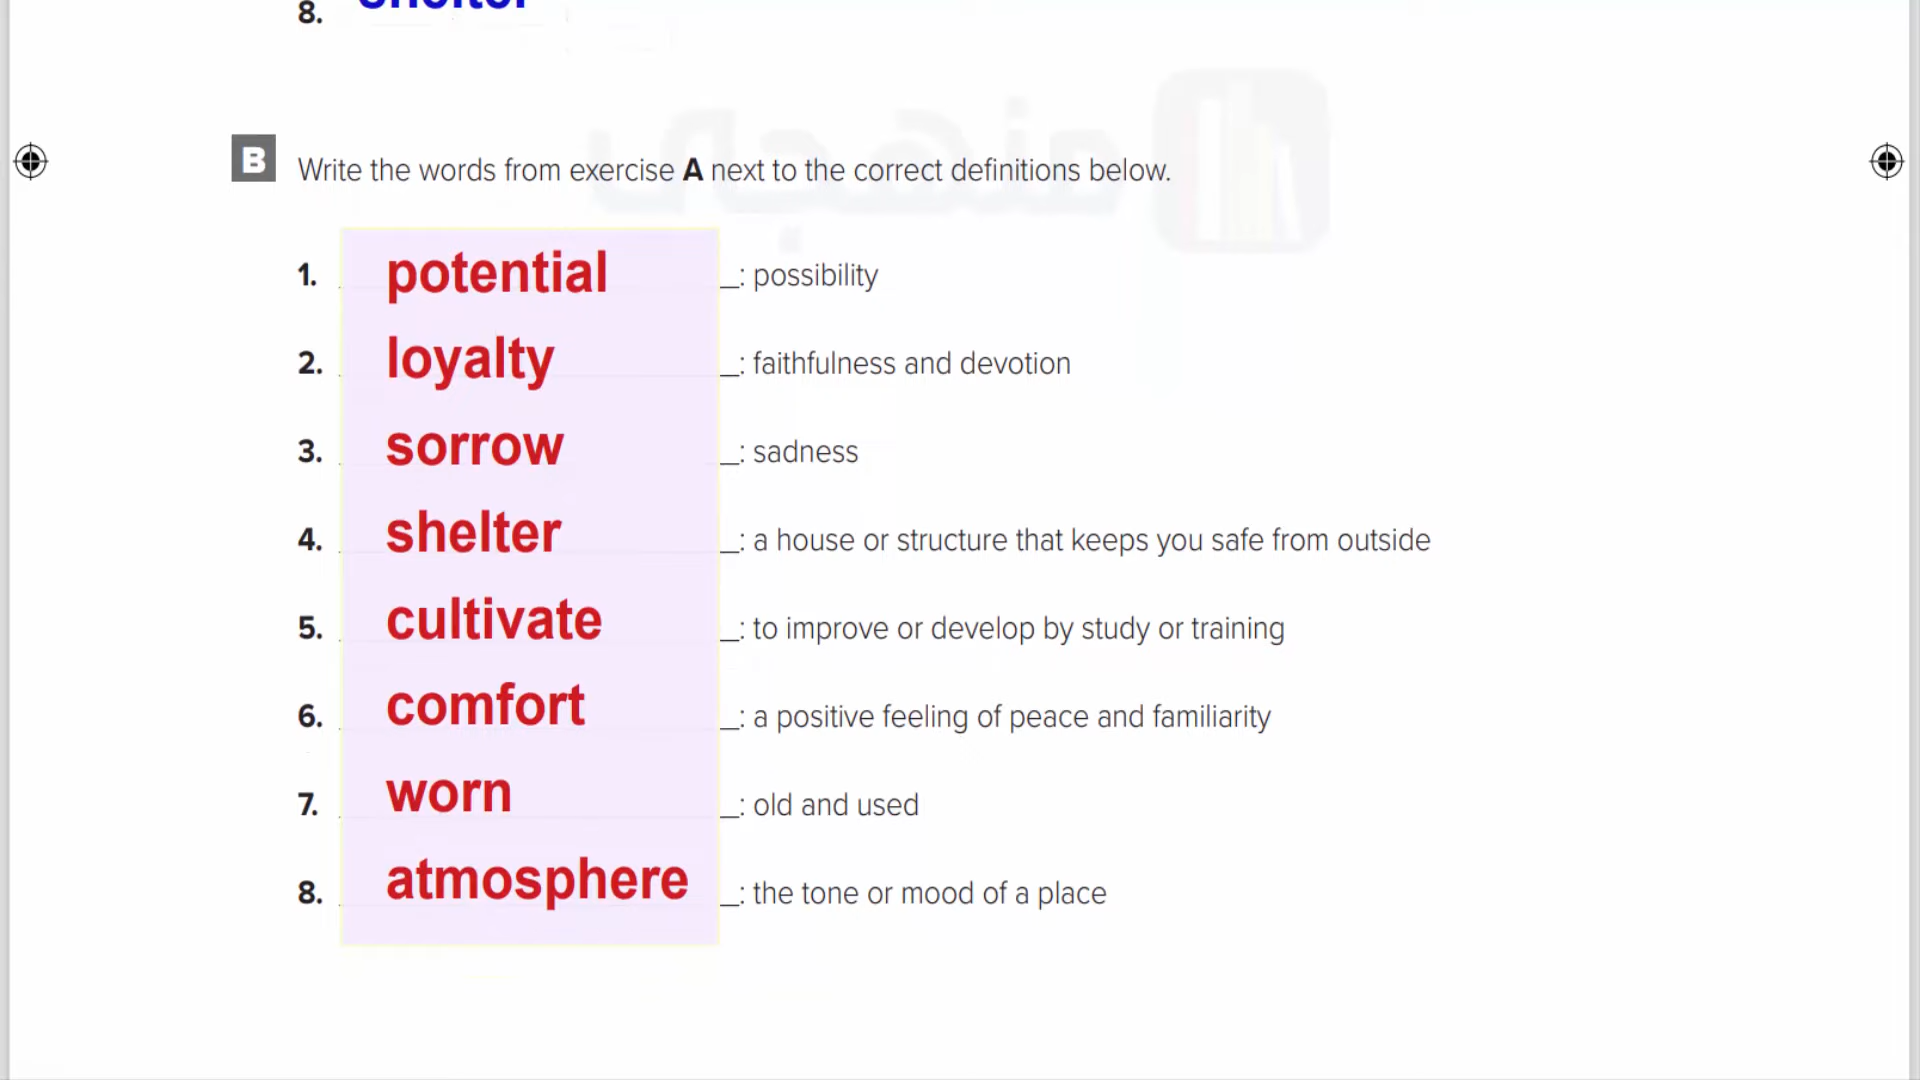 8. shelter
منهجي
B Write the words from exercise A next to the correct definitions below.
1. potential _: possibility
2. loyalty _: faithfulness and devotion
3. sorrow _: sadness
4. shelter _: a house or structure that keeps you safe from outside
5. cultivate _: to improve or develop by study or training
6. comfort _: a positive feeling of peace and familiarity
7. worn _: old and used
8. atmosphere _: the tone or mood of a place